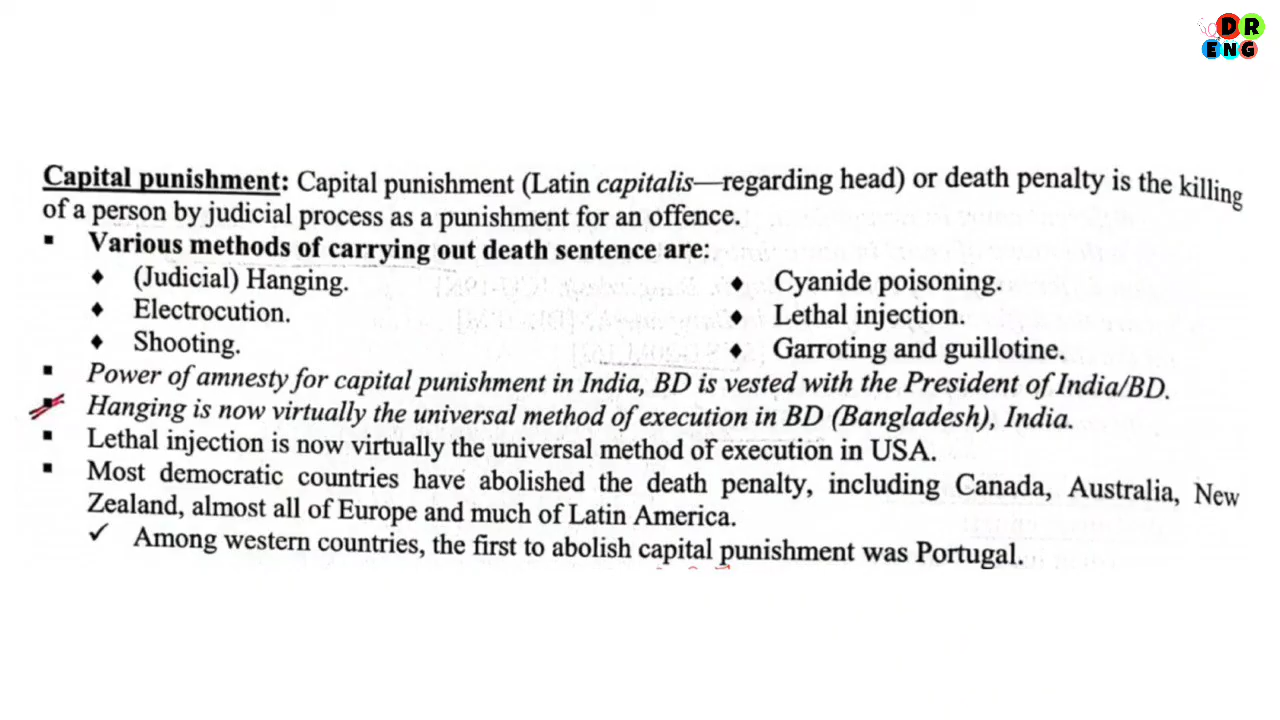 DR
ENG
Capital punishment: Capital punishment (Latin capitalis—regarding head) or death penalty is the killing
of a person by judicial process as a punishment for an offence.
▪ Various methods of carrying out death sentence are:
♦ (Judicial) Hanging. ♦ Cyanide poisoning.
♦ Electrocution. ♦ Lethal injection.
♦ Shooting. ♦ Garroting and guillotine.
▪ Power of amnesty for capital punishment in India, BD is vested with the President of India/BD.
▪ Hanging is now virtually the universal method of execution in BD (Bangladesh), India.
▪ Lethal injection is now virtually the universal method of execution in USA.
▪ Most democratic countries have abolished the death penalty, including Canada, Australia, New
Zealand, almost all of Europe and much of Latin America.
✓ Among western countries, the first to abolish capital punishment was Portugal.